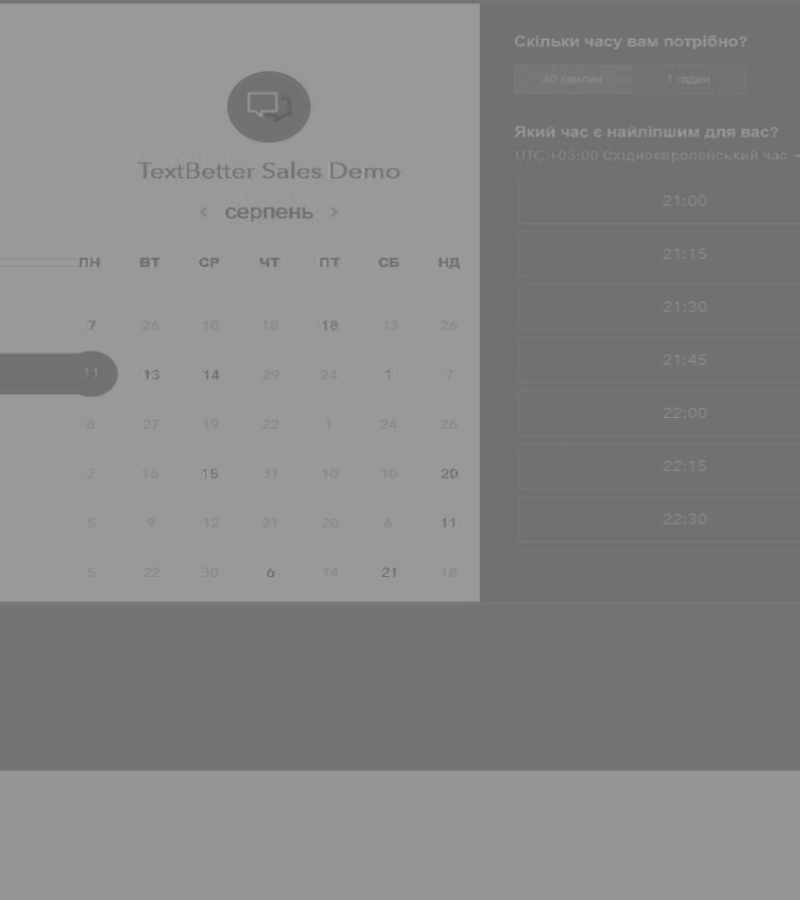 TextBetter Sales Demo
< серпень >
ПН ВТ СР ЧТ ПТ СБ НД
7 26 10 18 18 13 26
11 13 14 29 24 1 7
8 27 19 22 1 24 26
2 16 15 31 10 10 20
5 9 12 21 20 6 11
5 22 30 6 14 21 18
Скільки часу вам потрібно?
40 хвилин 1 годен
Який час є найліпшим для вас?
UTC +03:00 Східноєвропейський час
21:00
21:15
21:30
21:45
22:00
22:15
22:30